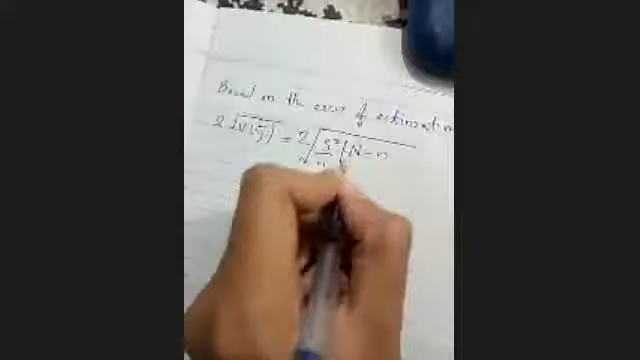 Based on the error of estimation
2√V(ȳ) = 2√s²/n (N-n